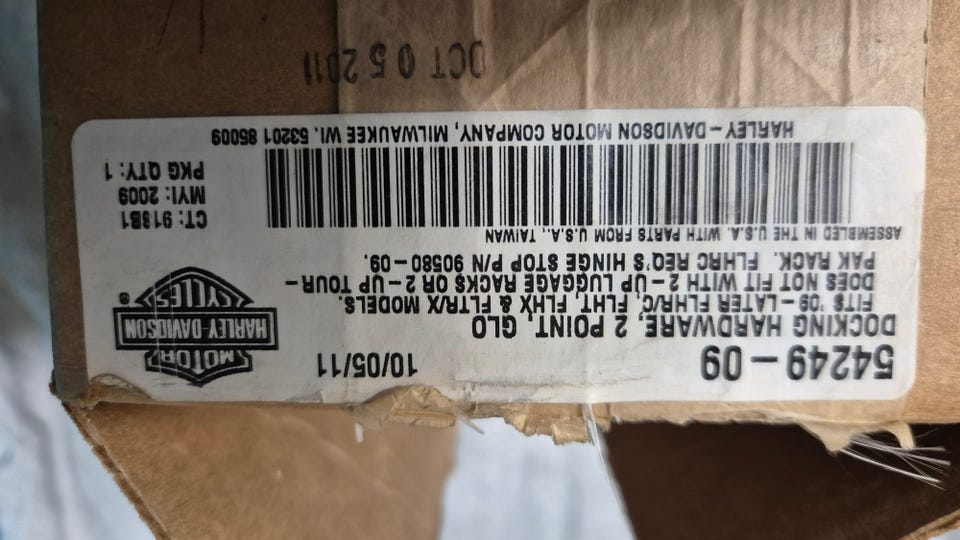 54249-09
10/05/11
DOCKING HARDWARE, 2 POINT, GLO
FITS '09-LATER FLHR/C, FLHT, FLHX & FLTR/X MODELS.
DOES NOT FIT WITH 2-UP LUGGAGE RACKS OR 2-UP TOUR-
PAK RACK. FLHRC REQ'S HINGE STOP P/N 90580-09.
ASSEMBLED IN THE U.S.A. WITH PARTS FROM U.S.A., TAIWAN
MOTOR
HARLEY-DAVIDSON
CYCLES
®
CT: 918B1
MYI: 2009
PKG QTY: 1
HARLEY-DAVIDSON MOTOR COMPANY, MILWAUKEE WI. 53201 85009
OCT 05 2011